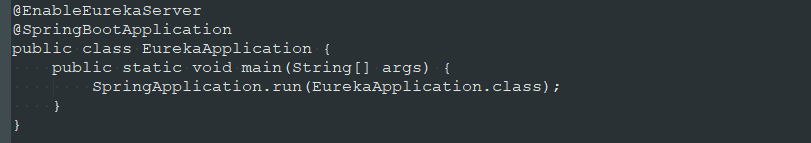 @EnableEurekaServer
@SpringBootApplication
public class EurekaApplication {
    public static void main(String[] args) {
        SpringApplication.run(EurekaApplication.class);
    }
}